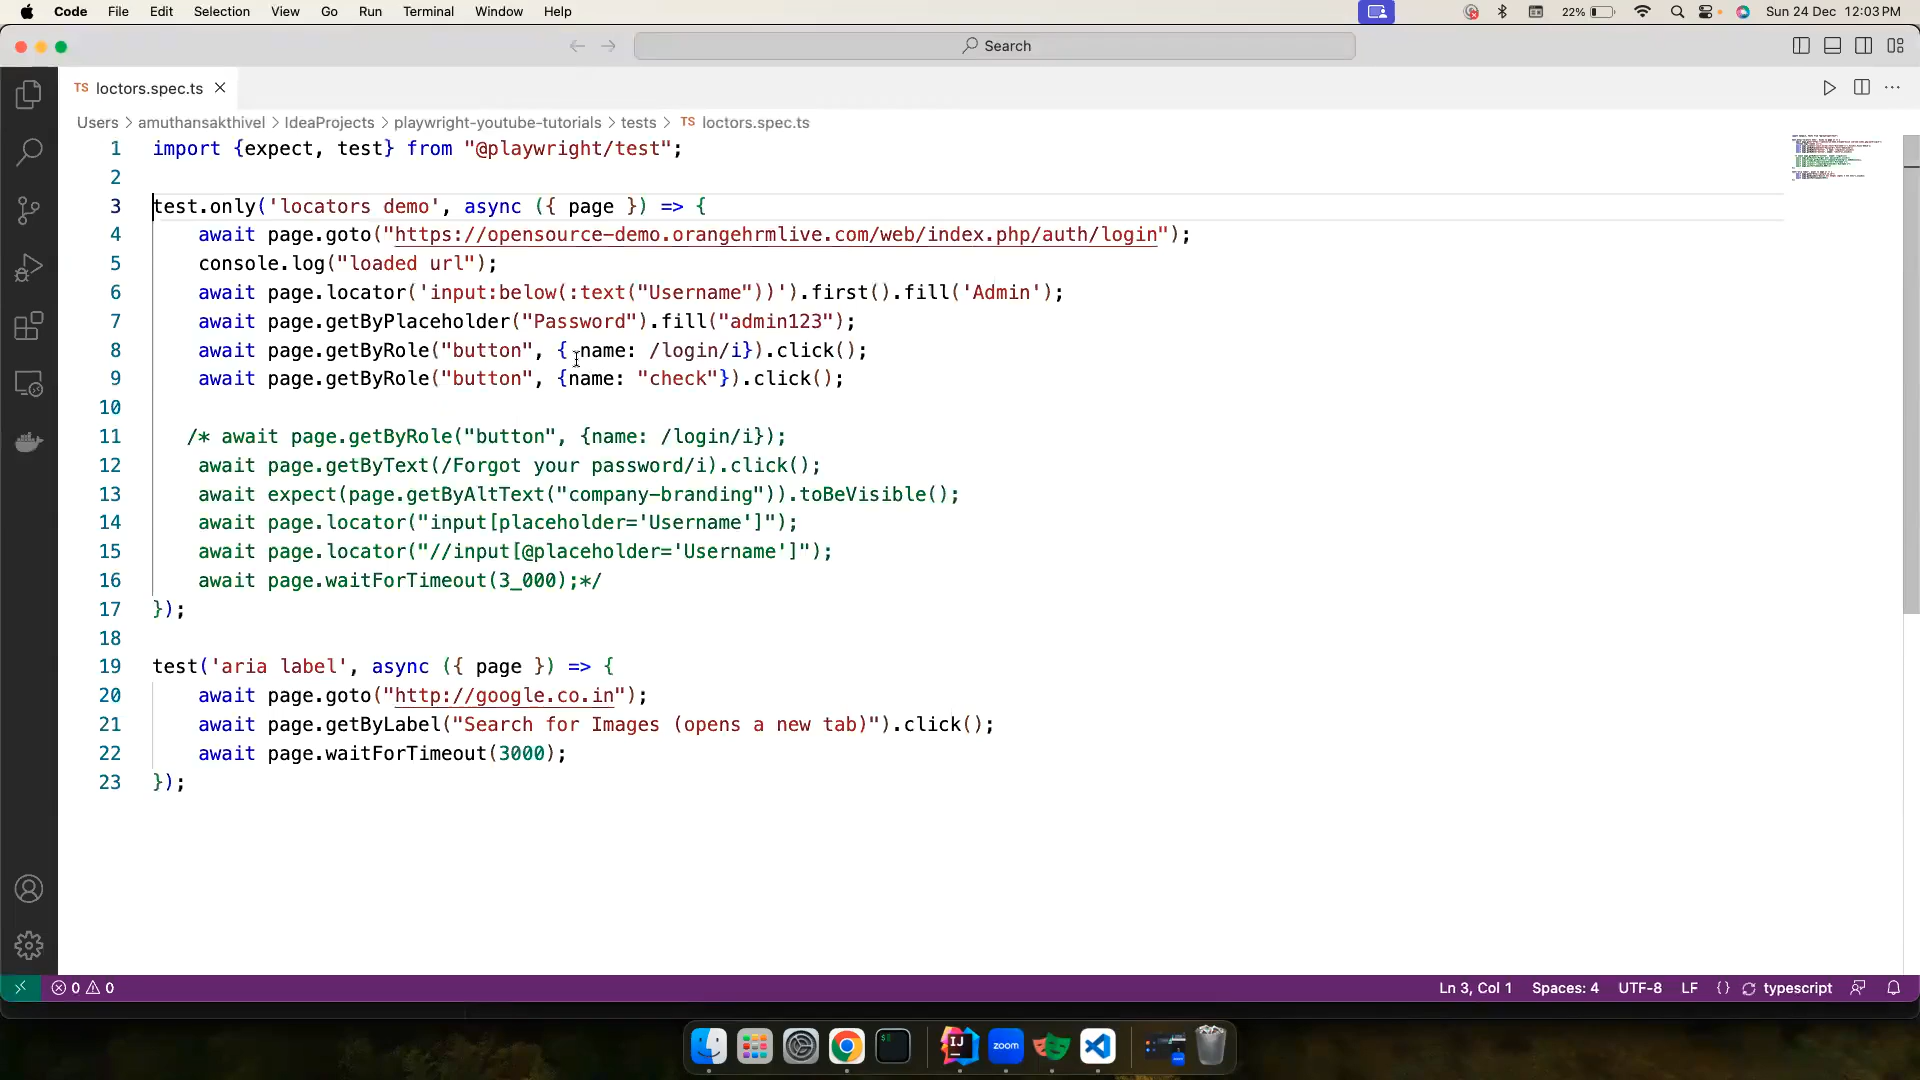 Code File Edit Selection View Go Run Terminal Window Help 22% Sun 24 Dec 12:03 PM
Search
TS loctors.spec.ts
Users > amuthansakthivel > IdeaProjects > playwright-youtube-tutorials > tests > TS loctors.spec.ts
1 import {expect, test} from "@playwright/test";
2
3 test.only('locators demo', async ({ page }) => {
4 await page.goto("https://opensource-demo.orangehrmlive.com/web/index.php/auth/login");
5 console.log("loaded url");
6 await page.locator('input:below(:text("Username"))').first().fill('Admin');
7 await page.getByPlaceholder("Password").fill("admin123");
8 await page.getByRole("button", { name: /login/i}).click();
9 await page.getByRole("button", {name: "check"}).click();
10
11 /* await page.getByRole("button", {name: /login/i});
12 await page.getByText(/Forgot your password/i).click();
13 await expect(page.getByAltText("company-branding")).toBeVisible();
14 await page.locator("input[placeholder='Username']");
15 await page.locator("//input[@placeholder='Username']");
16 await page.waitForTimeout(3_000);*/
17 });
18
19 test('aria label', async ({ page }) => {
20 await page.goto("http://google.co.in");
21 await page.getByLabel("Search for Images (opens a new tab)").click();
22 await page.waitForTimeout(3000);
23 });
0 0 Ln 3, Col 1 Spaces: 4 UTF-8 LF {} typescript
IJ zoom